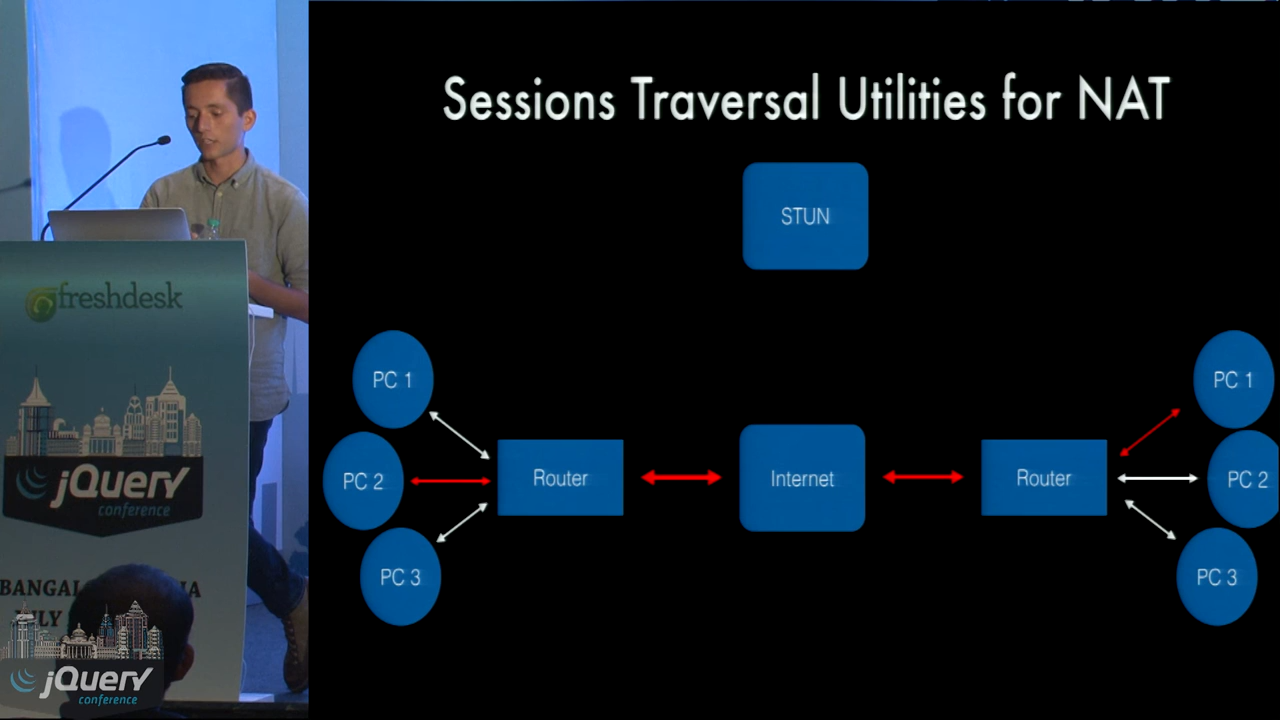 Sessions Traversal Utilities for NAT
STUN
PC 1
PC 2
PC 3
Router
Internet
Router
PC 1
PC 2
PC 3
freshdesk
jQuery
conference
jQuery
conference